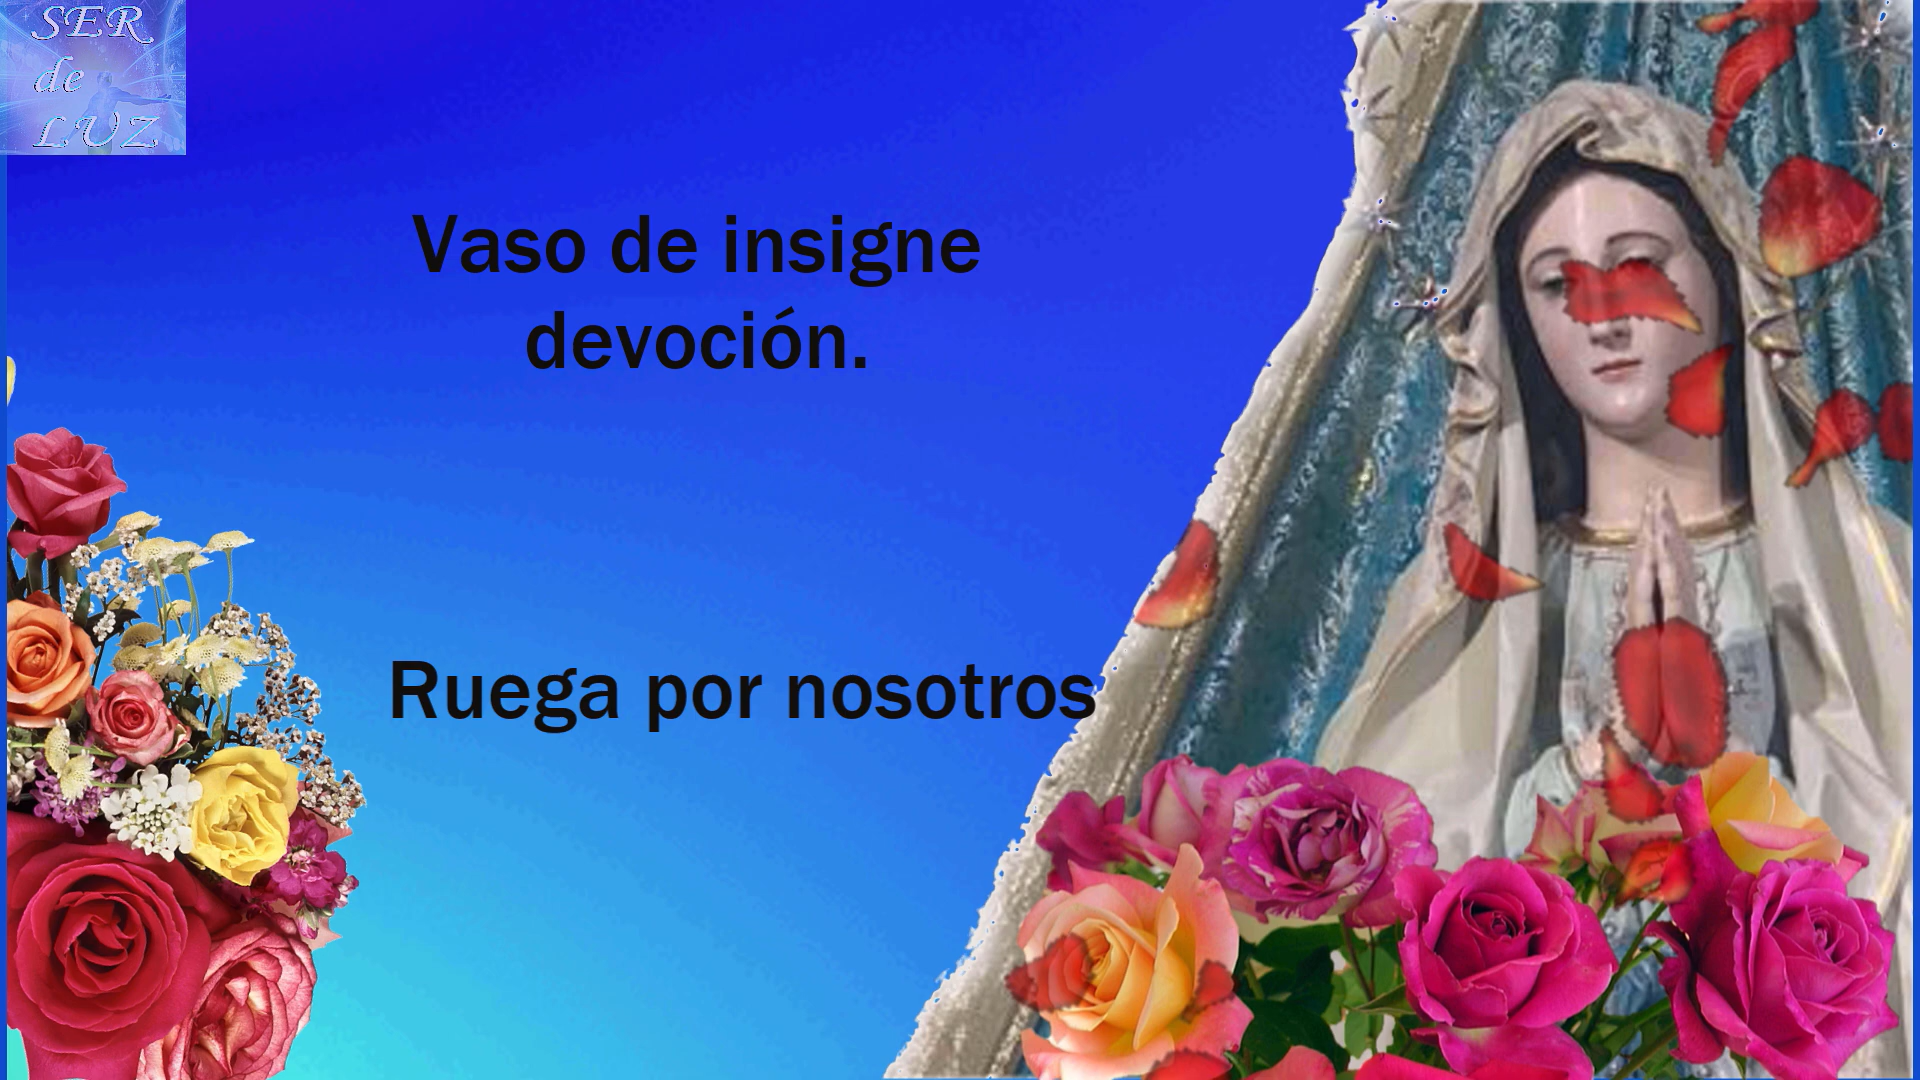 SER
de
LUZ
Vaso de insigne
devoción.
Ruega por nosotros